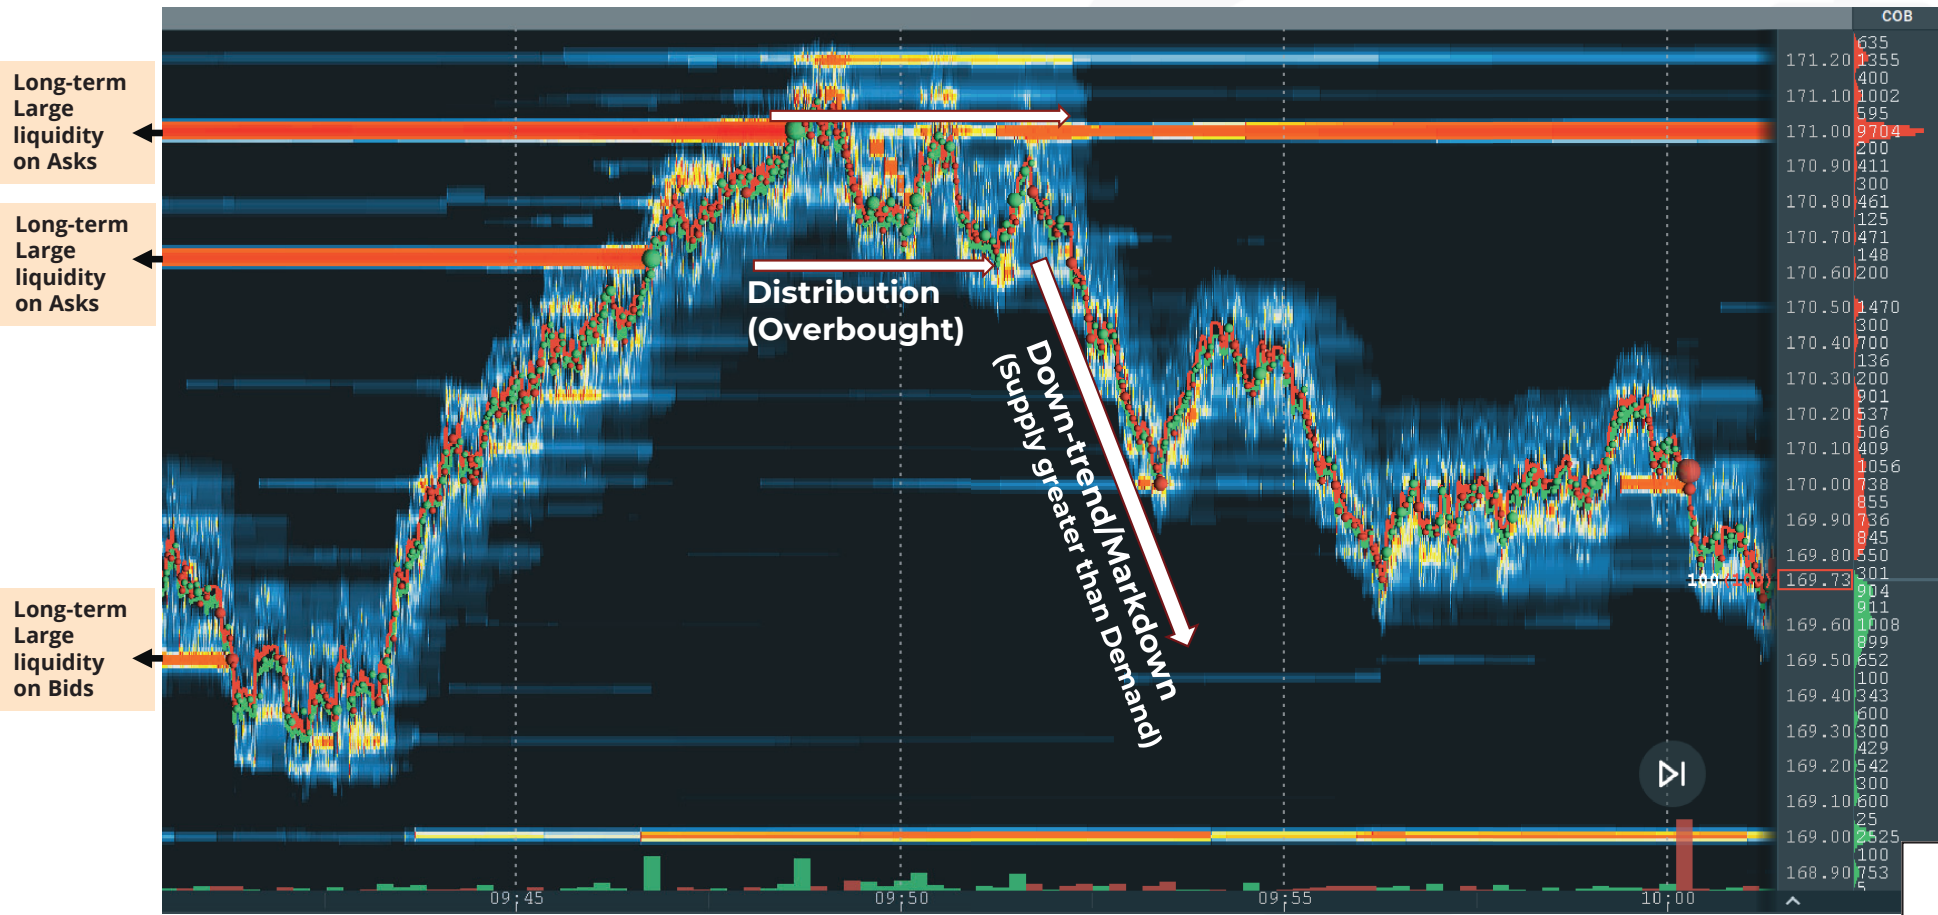 COB
Long-term
Large
liquidity
on Asks
Long-term
Large
liquidity
on Asks
Long-term
Large
liquidity
on Bids
Distribution
(Overbought)
Down-trend/Markdown
(Supply greater than Demand)
635
171.20 1355
400
171.10 1002
595
171.00 9704
200
170.90 411
300
170.80 461
125
170.70 471
148
170.60 200
170.50 1470
300
170.40 700
136
170.30 200
901
170.20 537
506
170.10 409
1056
170.00 738
855
169.90 736
845
169.80 550
301
100 (100) 169.73
904
911
169.60 1008
899
169.50 652
100
169.40 343
600
169.30 300
429
169.20 542
300
169.10 600
25
169.00 2525
100
168.90 753
5
09:45 09:50 09:55 10:00